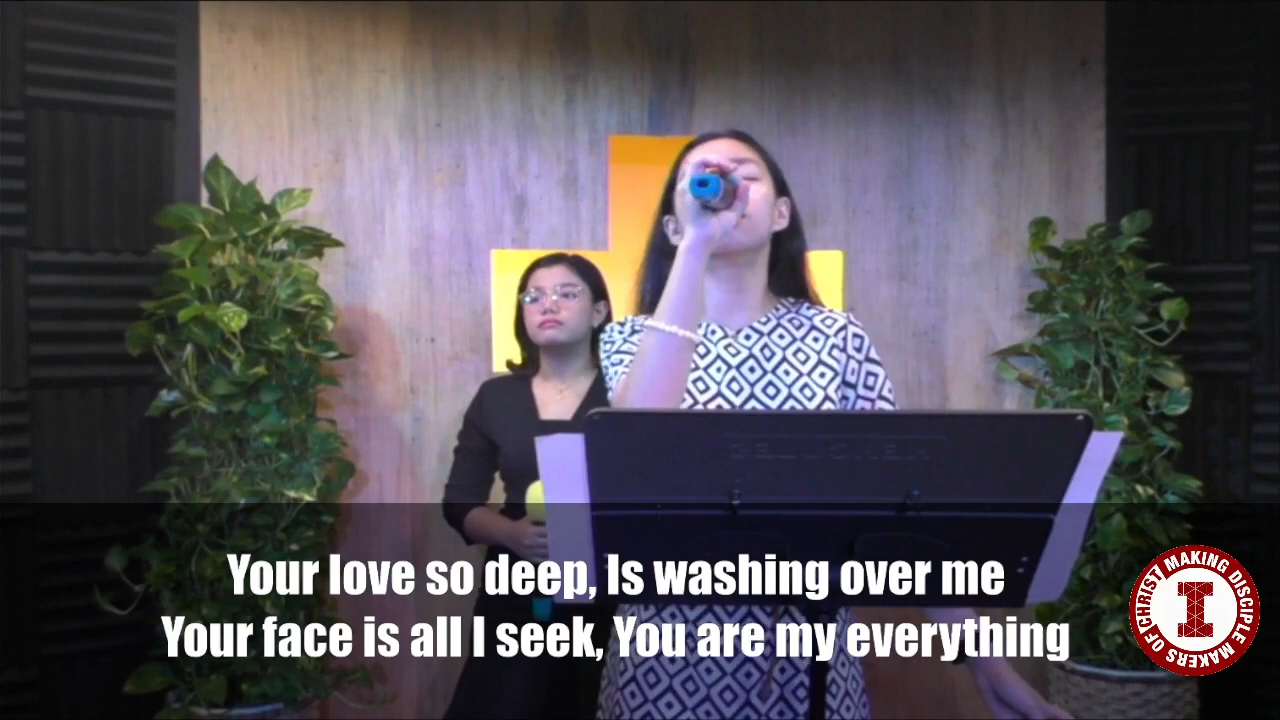 Your love so deep, Is washing over me
Your face is all I seek, You are my everything
MAKING DISCIPLE MAKERS OF CHRIST
I